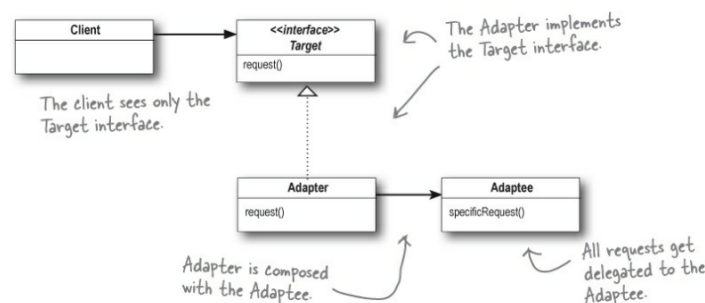 Client
<<interface>>
Target
request()
The Adapter implements
the Target interface.
The client sees only the
Target interface.
Adapter
request()
Adaptee
specificRequest()
Adapter is composed
with the Adaptee.
All requests get
delegated to the
Adaptee.